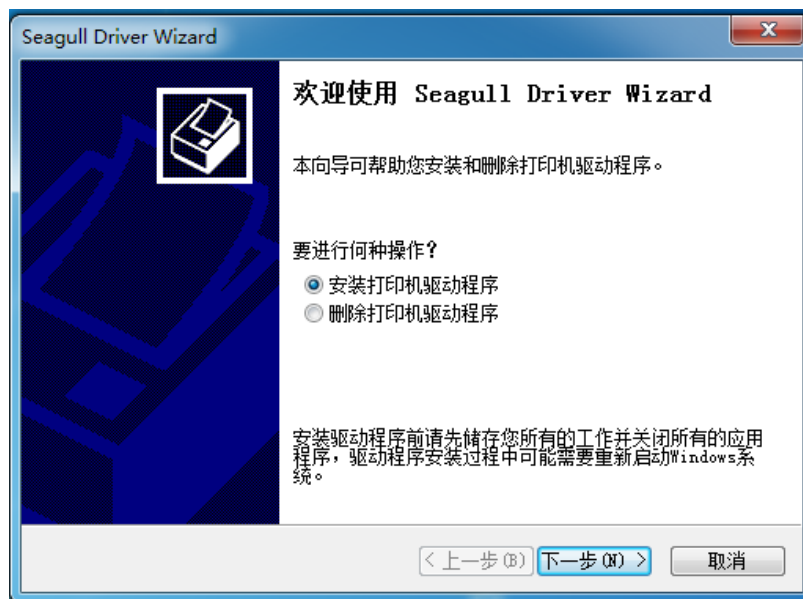 Seagull Driver Wizard
欢迎使用 Seagull Driver Wizard
本向导可帮助您安装和删除打印机驱动程序。
要进行何种操作?
安装打印机驱动程序
删除打印机驱动程序
安装驱动程序前请先储存您所有的工作并关闭所有的应用
程序，驱动程序安装过程中可能需要重新启动Windows系
统。
< 上一步(B)
下一步(N) >
取消